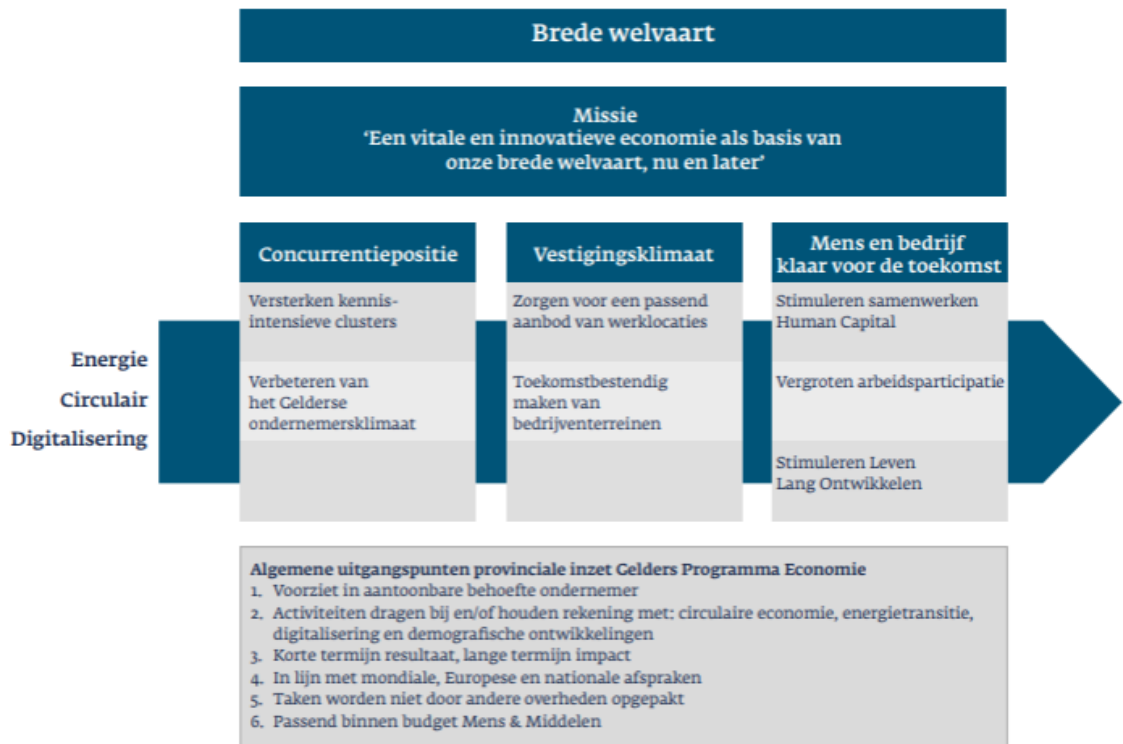 Brede welvaart
Missie
‘Een vitale en innovatieve economie als basis van
onze brede welvaart, nu en later’
Energie
Circulair
Digitalisering
Concurrentiepositie
Versterken kennis-
intensieve clusters
Verbeteren van
het Gelderse
ondernemersklimaat
Vestigingsklimaat
Zorgen voor een passend
aanbod van werklocaties
Toekomstbestendig
maken van
bedrijventerreinen
Mens en bedrijf
klaar voor de toekomst
Stimuleren samenwerken
Human Capital
Vergroten arbeidsparticipatie
Stimuleren Leven
Lang Ontwikkelen
Algemene uitgangspunten provinciale inzet Gelders Programma Economie
1. Voorziet in aantoonbare behoefte ondernemer
2. Activiteiten dragen bij en/of houden rekening met: circulaire economie, energietransitie,
digitalisering en demografische ontwikkelingen
3. Korte termijn resultaat, lange termijn impact
4. In lijn met mondiale, Europese en nationale afspraken
5. Taken worden niet door andere overheden opgepakt
6. Passend binnen budget Mens & Middelen